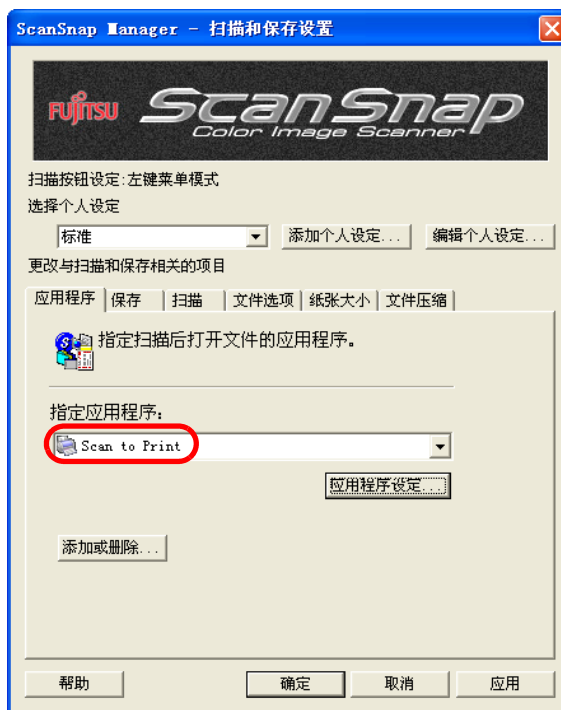 ScanSnap Manager - 扫描和保存设置
FUJITSU ScanSnap
Color Image Scanner
扫描按钮设定:左键菜单模式
选择个人设定
标准 添加个人设定... 编辑个人设定...
更改与扫描和保存相关的项目
应用程序 保存 扫描 文件选项 纸张大小 文件压缩
指定扫描后打开文件的应用程序。
指定应用程序:
Scan to Print
应用程序设定...
添加或删除...
帮助 确定 取消 应用